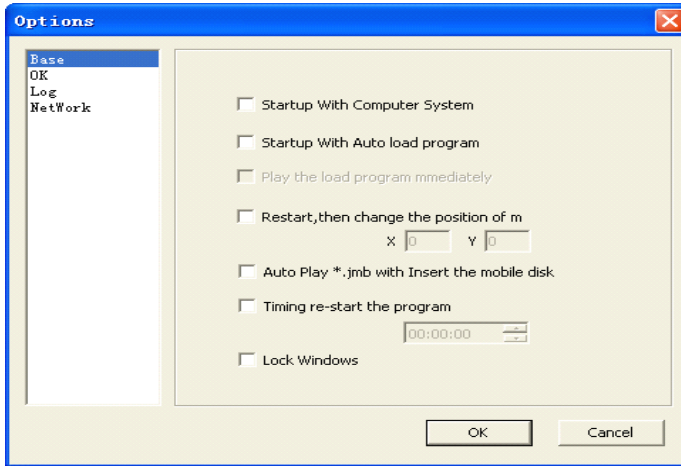 Options
Base
OK
Log
NetWork
Startup With Computer System
Startup With Auto load program
Play the load program mmediately
Restart,then change the position of m
X 0 Y 0
Auto Play *.jmb with Insert the mobile disk
Timing re-start the program
00:00:00
Lock Windows
OK Cancel